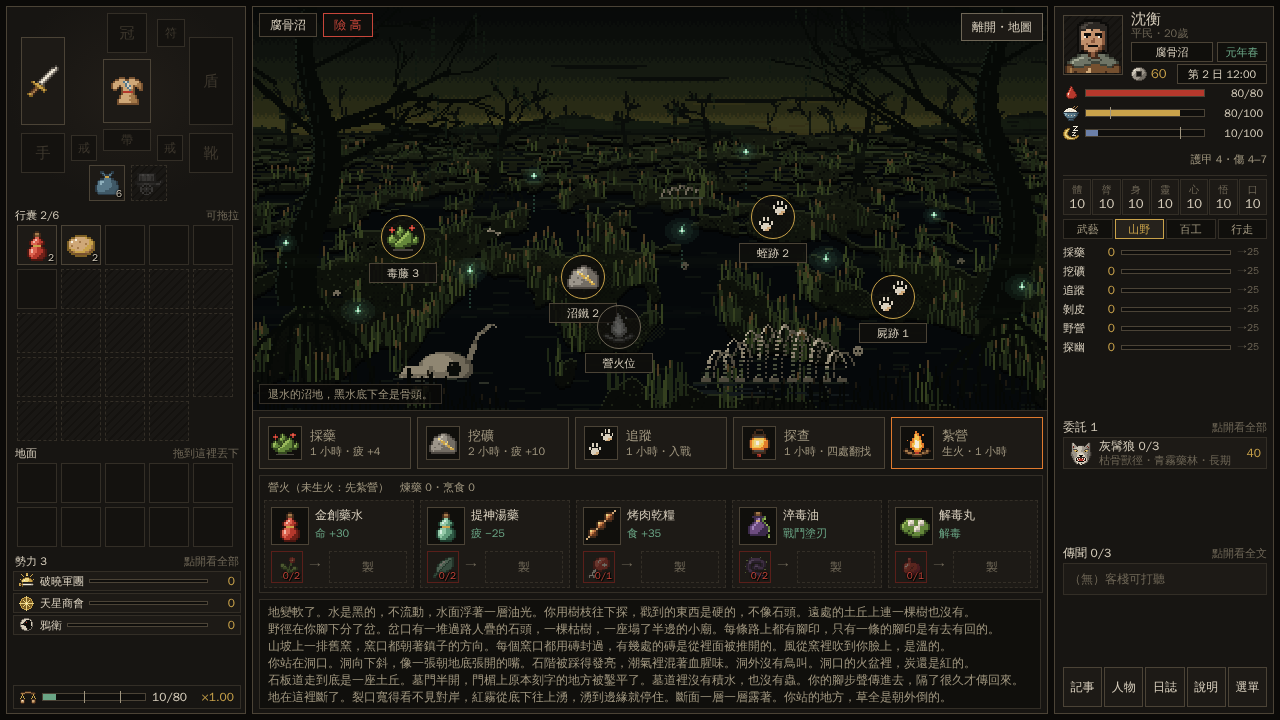 冠
符
盾
手
戒
帶
戒
靴
6
行囊 2/6
可拖拉
2
2
地面
拖到這裡丟下
勢力 3
點開看全部
破曉軍團
0
天星商會
0
鴉衛
0
10/80
×1.00
腐骨沼
險 高
離開・地圖
毒藤 3
沼鐵 2
營火位
蛭跡 2
屍跡 1
退水的沼地，黑水底下全是骨頭。
採藥
1 小時・疲 +4
挖礦
2 小時・疲 +10
追蹤
1 小時・入戰
探查
1 小時・四處翻找
紮營
生火・1 小時
營火（未生火：先紮營） 煉藥 0・烹食 0
金創藥水
命 +30
0/2
→
製
提神湯藥
疲 −25
0/2
→
製
烤肉乾糧
食 +35
0/1
→
製
淬毒油
戰鬥塗刃
0/2
→
製
解毒丸
解毒
0/1
→
製
地變軟了。水是黑的，不流動，水面浮著一層油光。你用樹枝往下探，戳到的東西是硬的，不像石頭。遠處的土丘上連一棵樹也沒有。
野徑在你腳下分了岔。岔口有一堆過路人疊的石頭，一棵枯樹，一座塌了半邊的小廟。每條路上都有腳印，只有一條的腳印是有去有回的。
山坡上一排舊窯，窯口都朝著鎮子的方向。每個窯口都用磚封過，有幾處的磚是從裡面被推開的。風從窯裡吹到你臉上，是溫的。
你站在洞口。洞向下斜，像一張朝地底張開的嘴。石階被踩得發亮，潮氣裡混著血腥味。洞外沒有鳥叫。洞口的火盆裡，炭還是紅的。
石板道走到底是一座土丘。墓門半開，門楣上原本刻字的地方被鑿平了。墓道裡沒有積水，也沒有蟲。你的腳步聲傳進去，隔了很久才傳回來。
地在這裡斷了。裂口寬得看不見對岸，紅霧從底下往上湧，湧到邊緣就停住。斷面一層一層露著。你站的地方，草全是朝外倒的。
沈衡
平民・20歲
腐骨沼
元年春
60
第 2 日 12:00
80/80
80/100
10/100
護甲 4・傷 4–7
體
臂
身
靈
心
悟
口
10
10
10
10
10
10
10
武藝
山野
百工
行走
採藥
0
→25
挖礦
0
→25
追蹤
0
→25
剝皮
0
→25
野營
0
→25
探幽
0
→25
委託 1
點開看全部
灰鬃狼 0/3
枯骨獸徑・青霧藥林・長期
40
傳聞 0/3
點開看全文
（無）客棧可打聽
記事
人物
日誌
說明
選單